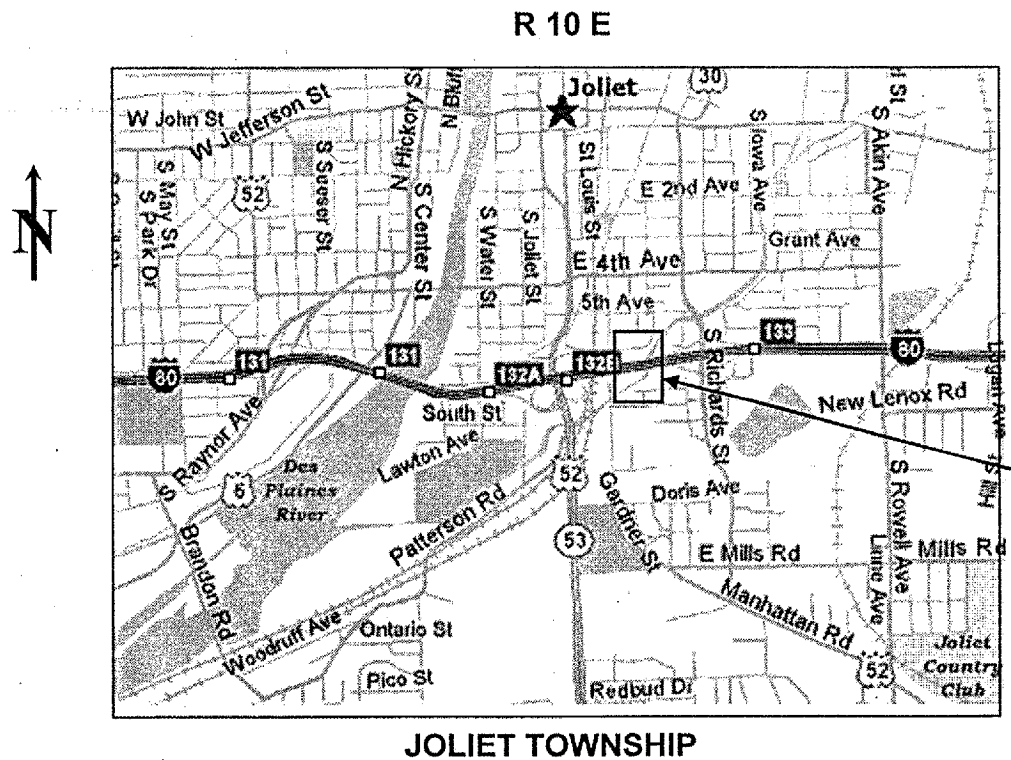 R 10 E
Joliet
30
W John St
W Jefferson St
N Hickory St
N Bluff
S Iowa Ave
S Akin Ave
St Louis St
E 2nd Ave
S May St
S Park Dr
52
S Center St
S Water St
S Joliet St
Grant Ave
E 4th Ave
5th Ave
N
131
131
132A
132B
133
80
80
S Richards St
South St
New Lenox Rd
S Raynor Ave
Lawton Ave
Des
Plaines
River
6
52
Gardner St
Doris Ave
S Rowell Ave
Patterson Rd
53
E Mills Rd
Mills Rd
Brandon Rd
Manhattan Rd
Woodruff Ave
Ontario St
Pico St
52
Joliet
Country
Club
Redbud Dr
JOLIET TOWNSHIP